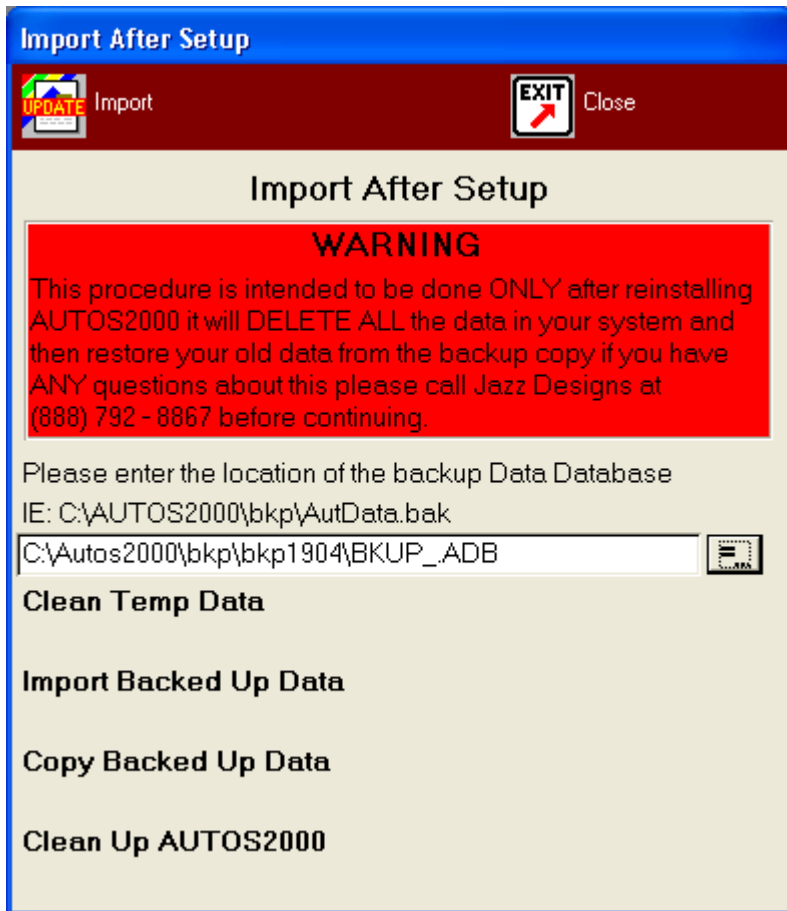 Import After Setup
UPDATE Import EXIT Close
Import After Setup
WARNING
This procedure is intended to be done ONLY after reinstalling
AUTOS2000 it will DELETE ALL the data in your system and
then restore your old data from the backup copy if you have
ANY questions about this please call Jazz Designs at
(888) 792 - 8867 before continuing.
Please enter the location of the backup Data Database
IE: C:\AUTOS2000\bkp\AutData.bak
C:\Autos2000\bkp\bkp1904\BKUP_.ADB
Clean Temp Data
Import Backed Up Data
Copy Backed Up Data
Clean Up AUTOS2000